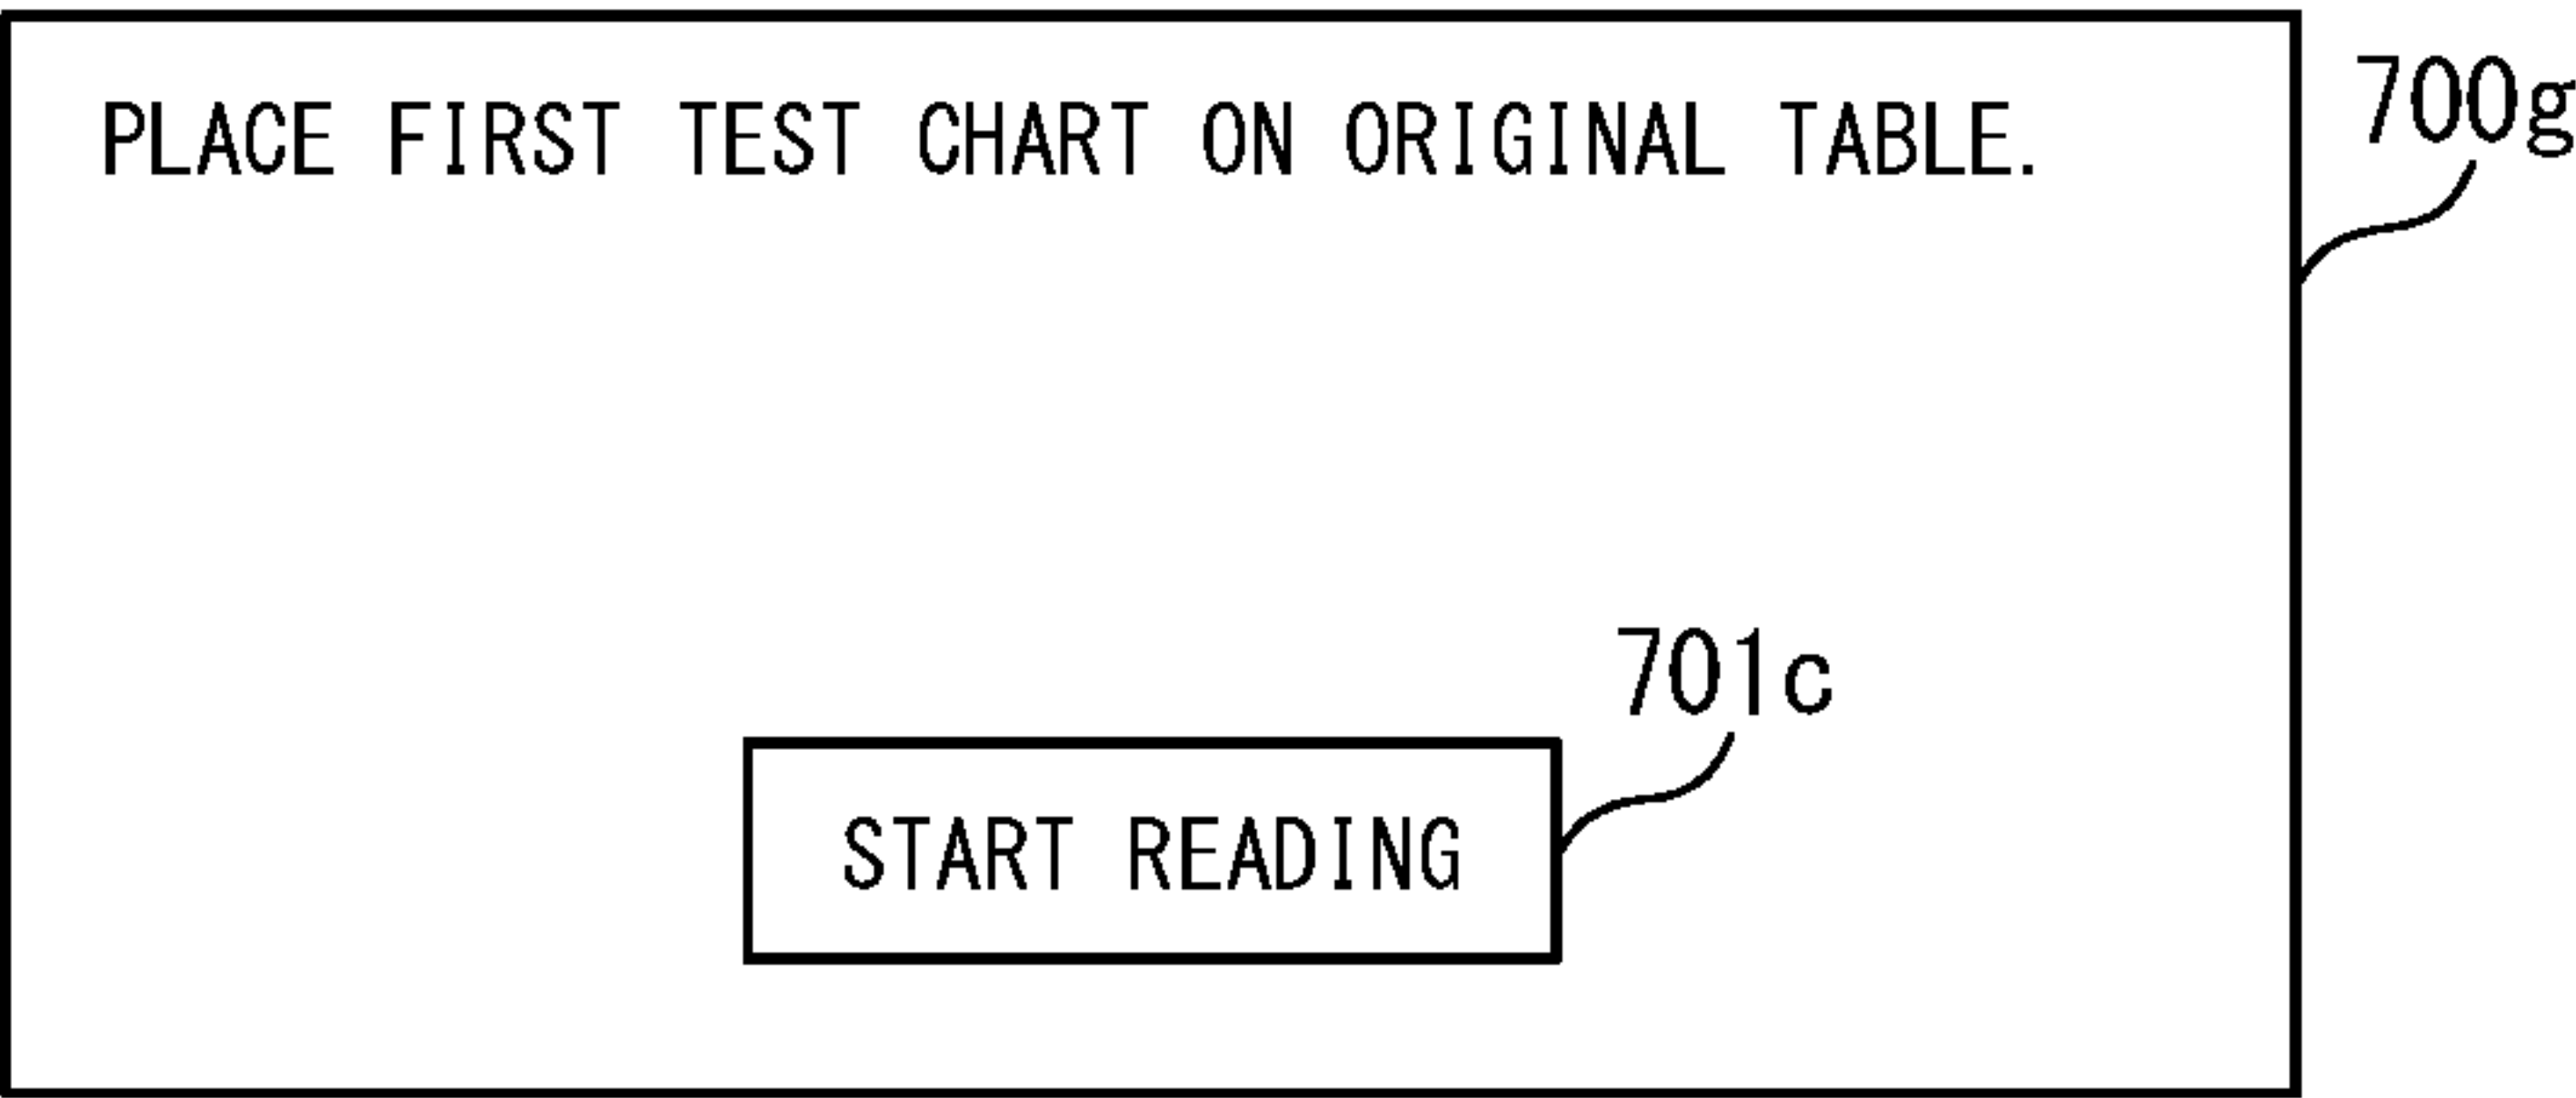 700g
PLACE FIRST TEST CHART ON ORIGINAL TABLE.
701c
START READING